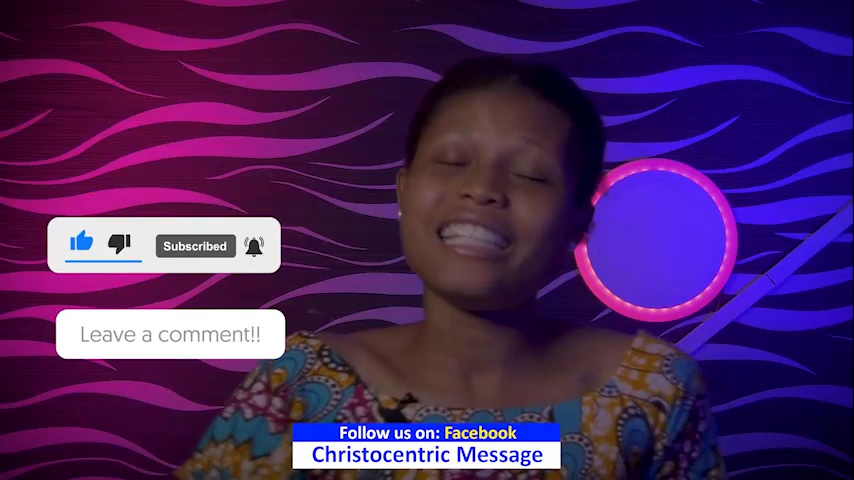 Subscribed
Leave a comment!!
Follow us on: Facebook
Christocentric Message